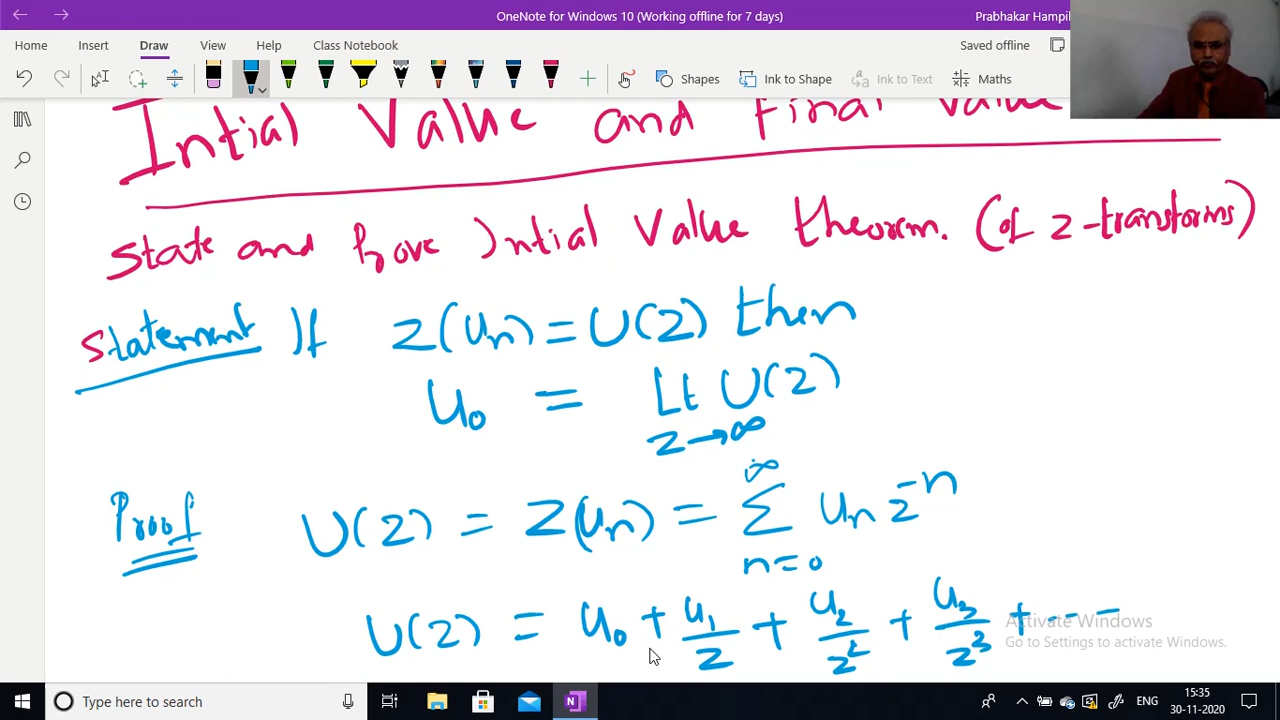 OneNote for Windows 10 (Working offline for 7 days)
Prabhakar Hampil
Home Insert Draw View Help Class Notebook
Saved offline
Shapes Ink to Shape Ink to Text Maths
Intial Value and Final Value
State and Prove Intial Value theorem. (of Z-transforms)
Statement If Z(uₙ) = U(Z) then
u₀ = Lt U(Z)
Z→∞
∞
Proof U(Z) = Z(uₙ) = Σ uₙ z⁻ⁿ
n=0
U(Z) = u₀ + u₁/z + u₂/z² + u₃/z³ + - - -
Activate Windows
Go to Settings to activate Windows.
Type here to search
ENG
15:35
30-11-2020